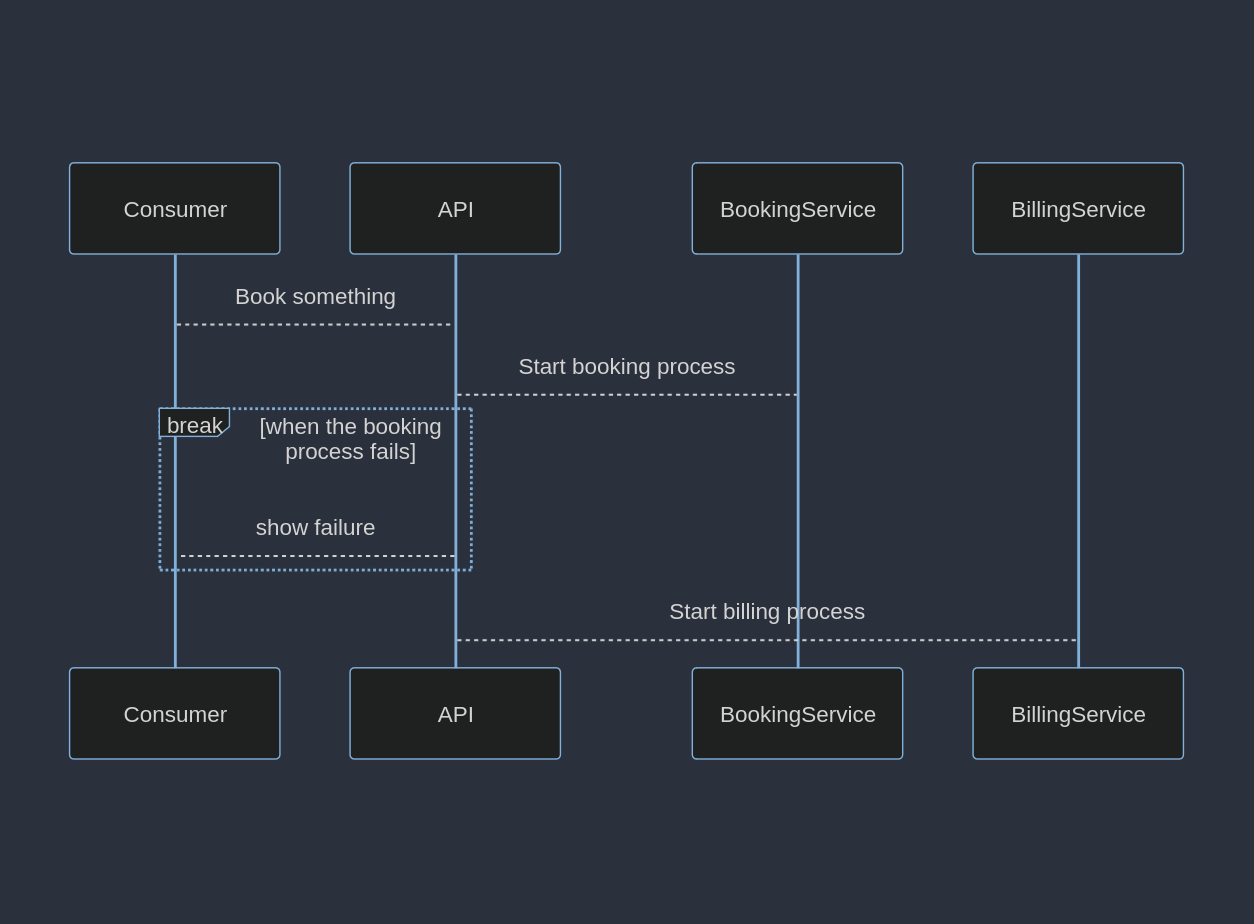 Consumer
API
BookingService
BillingService
Book something
Start booking process
break
[when the booking
process fails]
show failure
Start billing process
Consumer
API
BookingService
BillingService